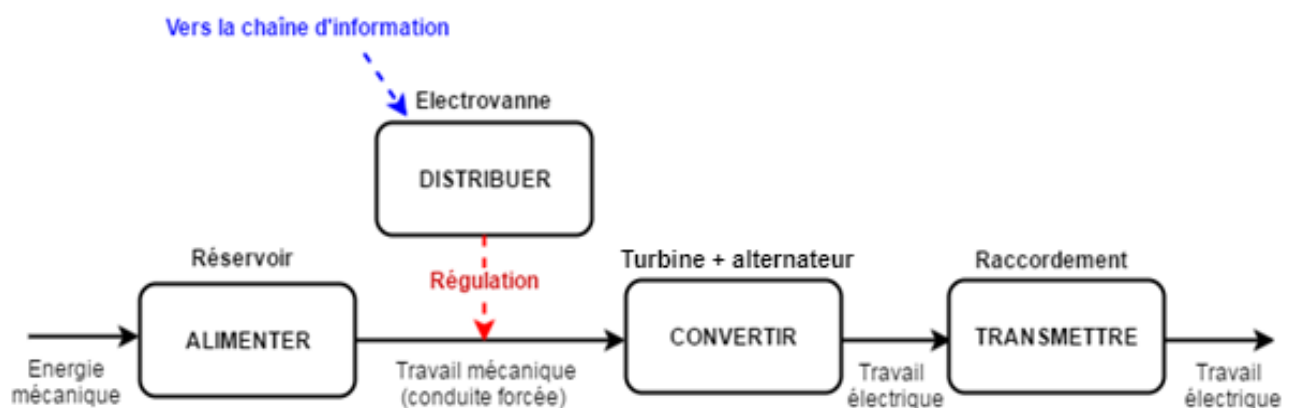 Vers la chaîne d'information
Electrovanne
DISTRIBUER
Réservoir
Régulation
Turbine + alternateur
Raccordement
ALIMENTER
CONVERTIR
TRANSMETTRE
Energie
mécanique
Travail mécanique
(conduite forcée)
Travail
électrique
Travail
électrique